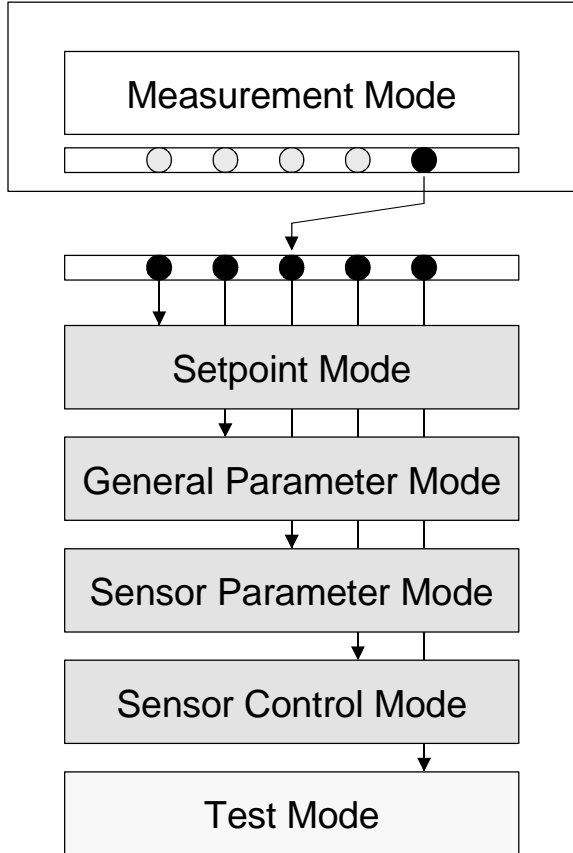 Measurement Mode
Setpoint Mode
General Parameter Mode
Sensor Parameter Mode
Sensor Control Mode
Test Mode